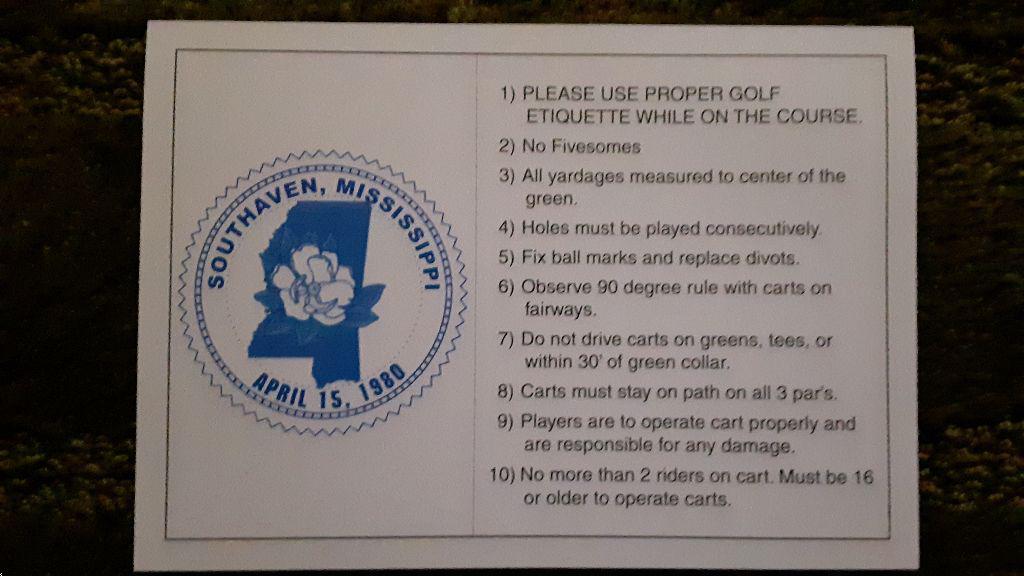 SOUTHAVEN, MISSISSIPPI
APRIL 15, 1980
1) PLEASE USE PROPER GOLF
ETIQUETTE WHILE ON THE COURSE.
2) No Fivesomes
3) All yardages measured to center of the
green.
4) Holes must be played consecutively.
5) Fix ball marks and replace divots.
6) Observe 90 degree rule with carts on
fairways.
7) Do not drive carts on greens, tees, or
within 30' of green collar.
8) Carts must stay on path on all 3 par's.
9) Players are to operate cart properly and
are responsible for any damage.
10) No more than 2 riders on cart. Must be 16
or older to operate carts.